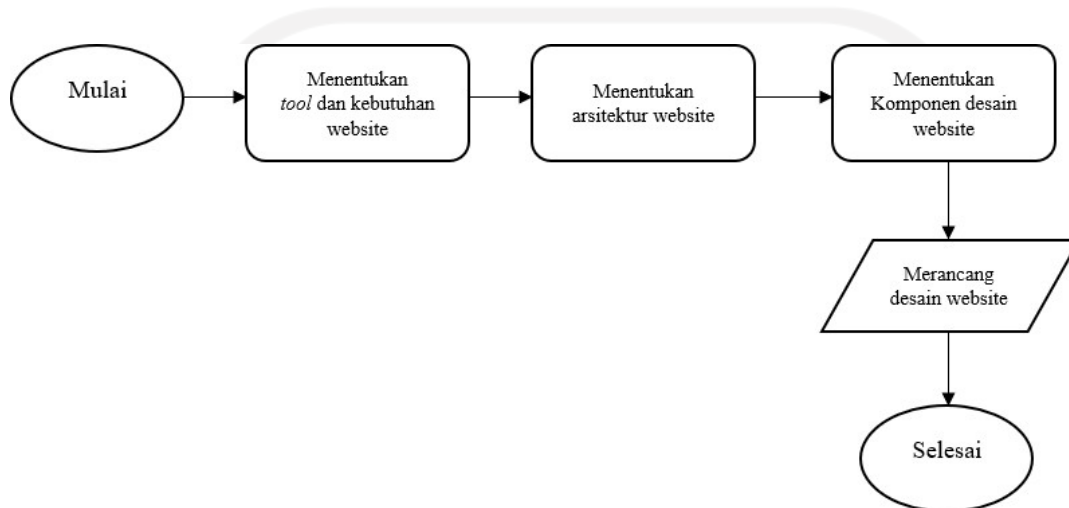 Mulai
Menentukan
tool dan kebutuhan
website
Menentukan
arsitektur website
Menentukan
Komponen desain
website
Merancang
desain website
Selesai